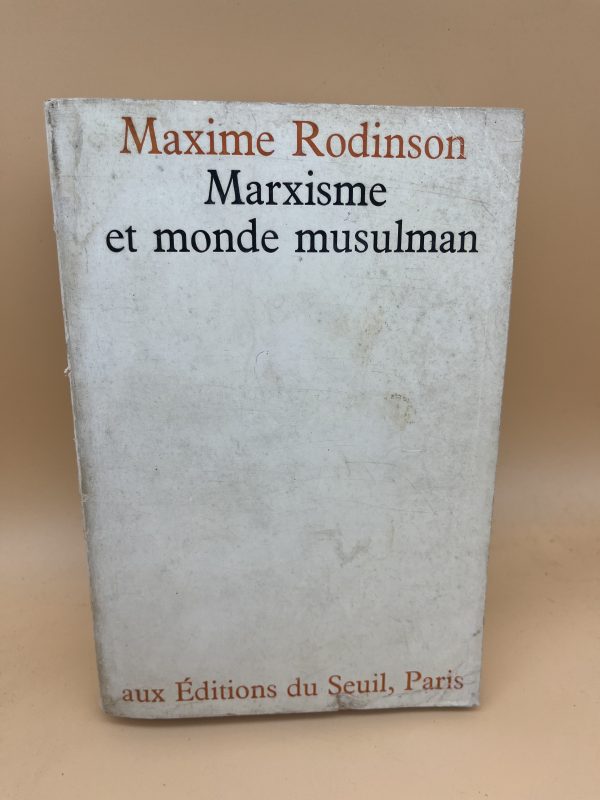 Maxime Rodinson
Marxisme
et monde musulman
aux Éditions du Seuil, Paris